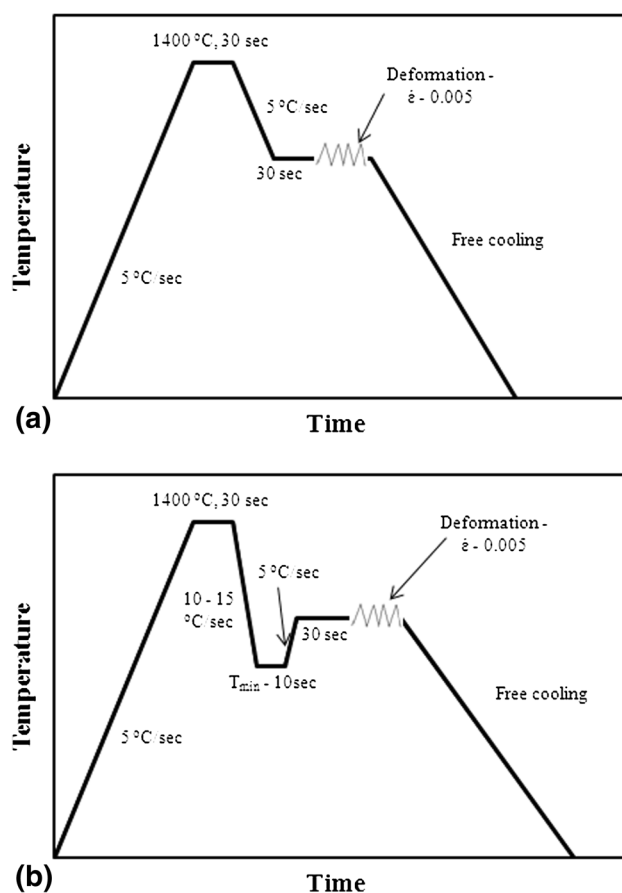 1400 °C, 30 sec
Deformation -
ε̇ - 0.005
5 °C/sec
30 sec
Free cooling
5 °C/sec
Temperature
(a)
Time
1400 °C, 30 sec
Deformation -
ε̇ - 0.005
5 °C/sec
10 - 15
°C/sec
30 sec
Tmin - 10sec
Free cooling
5 °C/sec
Temperature
(b)
Time